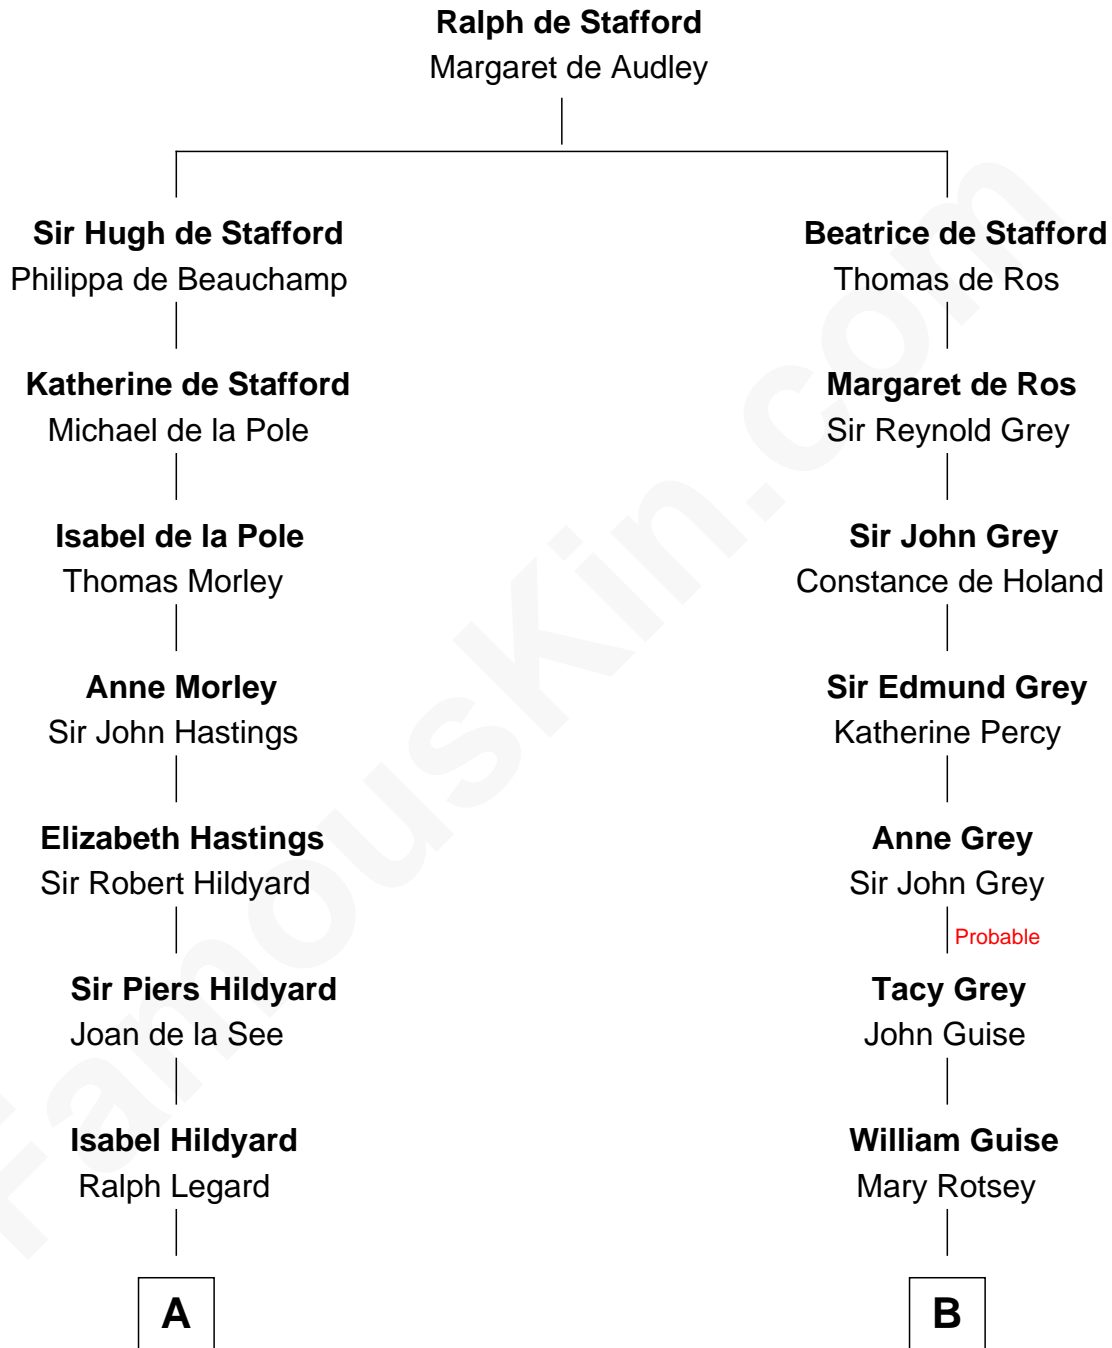 Ralph de Stafford
Margaret de Audley
Sir Hugh de Stafford
Philippa de Beauchamp
Katherine de Stafford
Michael de la Pole
Isabel de la Pole
Thomas Morley
Anne Morley
Sir John Hastings
Elizabeth Hastings
Sir Robert Hildyard
Sir Piers Hildyard
Joan de la See
Isabel Hildyard
Ralph Legard
A
Beatrice de Stafford
Thomas de Ros
Margaret de Ros
Sir Reynold Grey
Sir John Grey
Constance de Holand
Sir Edmund Grey
Katherine Percy
Anne Grey
Sir John Grey
Probable
Tacy Grey
John Guise
William Guise
Mary Rotsey
B
FamousKin.com